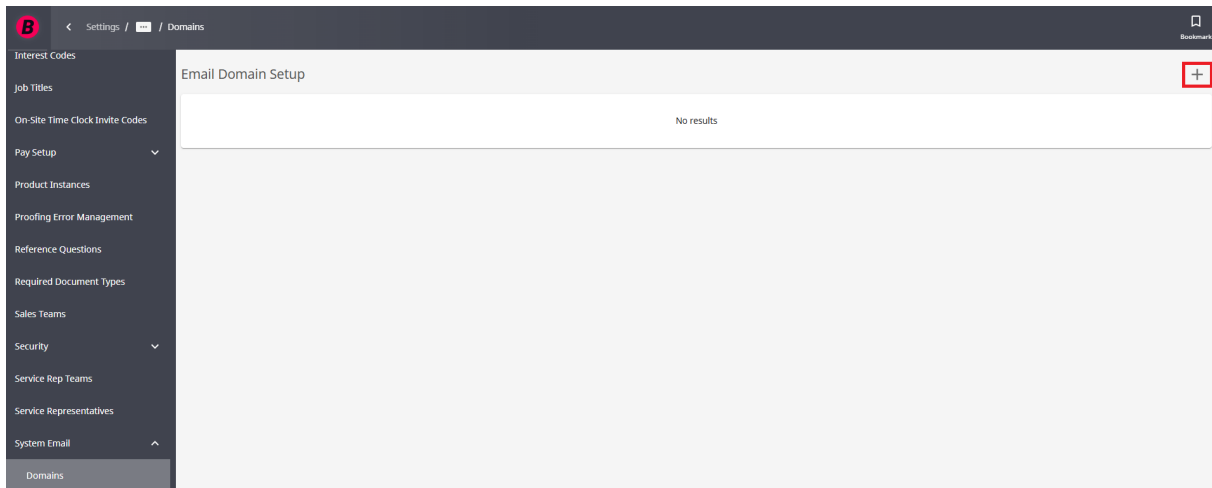 B
Settings / ... / Domains
Bookmark
Interest Codes
Job Titles
On-Site Time Clock Invite Codes
Pay Setup
Product Instances
Proofing Error Management
Reference Questions
Required Document Types
Sales Teams
Security
Service Rep Teams
Service Representatives
System Email
Domains
Email Domain Setup
No results